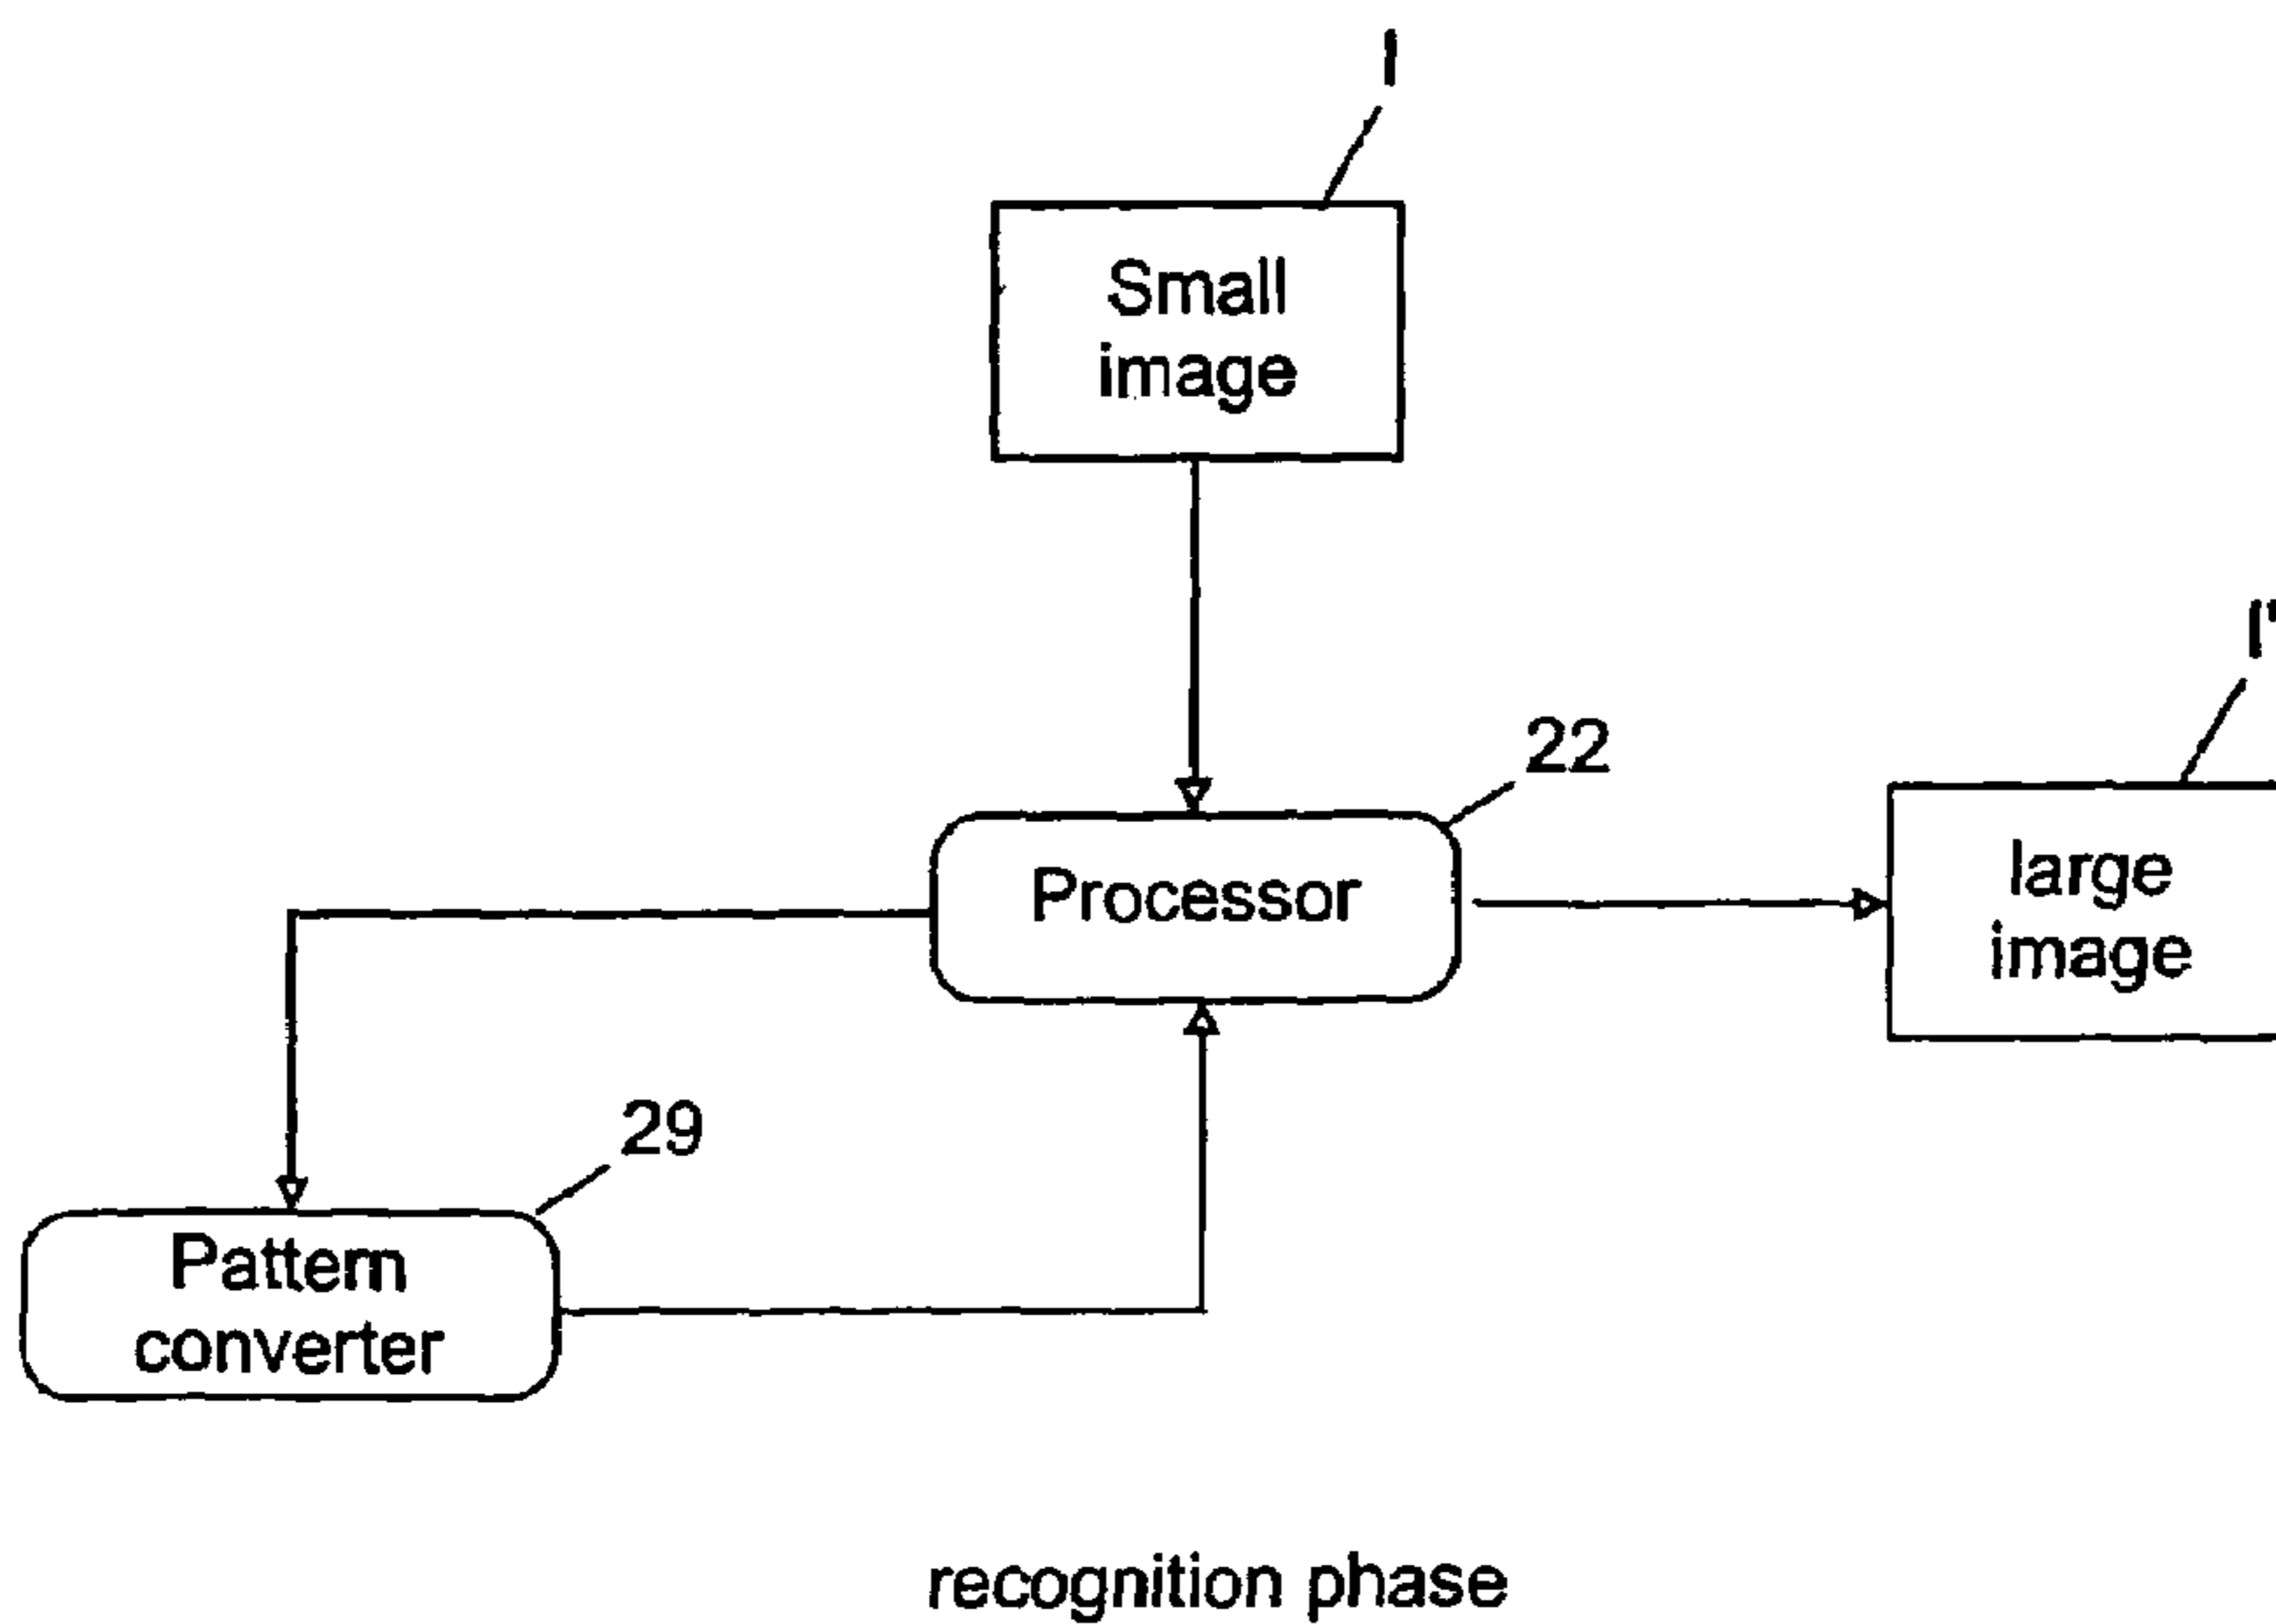 I
Small
image
I'
22
Processor
large
image
29
Pattern
converter
recognition phase